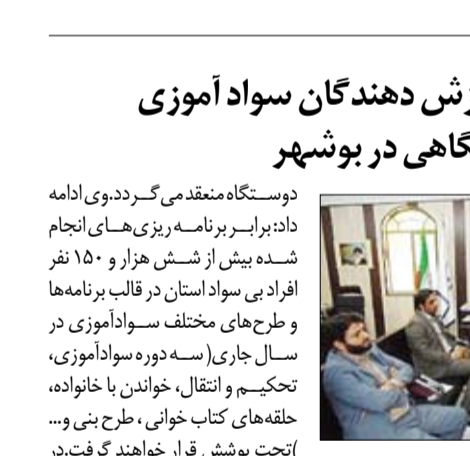 دهندگان سواد آموزی
در بوشهر
دوستگاه منعقد می گردد.وی ادامه
داد: برابر برنامه ریزی های انجام
شده بیش از شش هزار و ۱۵۰ نفر
افراد بی سواد استان در قالب برنامه‌ها
و طرح‌های مختلف سوادآموزی در
سال جاری( سه دوره سوادآموزی،
تحکیم و انتقال، خواندن با خانواده،
حلقه‌های کتاب خوانی ، طرح بنی و...
)تحت پوشش قرار خواهند گرفت.در